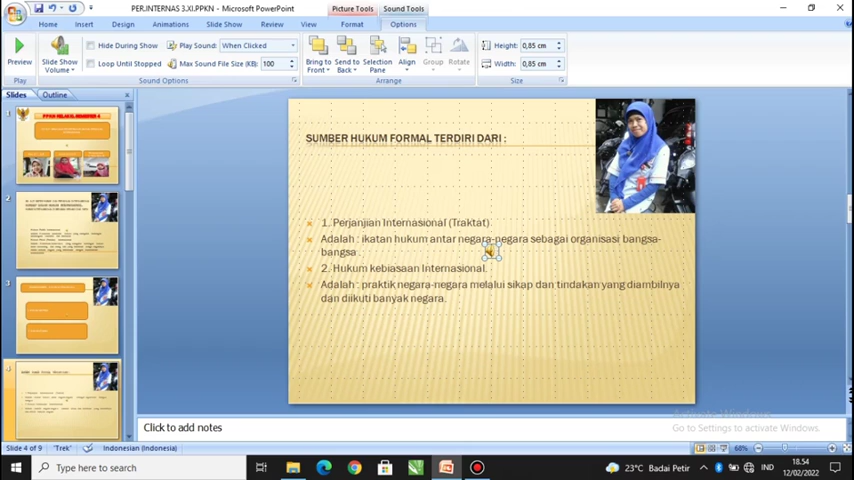 PER.INTERNAS 3.XI.PPKN - Microsoft PowerPoint
Picture Tools
Sound Tools
Home
Insert
Design
Animations
Slide Show
Review
View
Format
Options
Preview
Slide Show Volume
Hide During Show
Loop Until Stopped
Play Sound: When Clicked
Max Sound File Size (KB): 100
Bring to Front
Send to Back
Selection Pane
Align
Group
Rotate
Height: 0,85 cm
Width: 0,85 cm
Play
Sound Options
Arrange
Size
Slides
Outline
1
2
3
4
SUMBER HUKUM FORMAL TERDIRI DARI :
1. Perjanjian Internasional (Traktat)
Adalah : ikatan hukum antar negara-negara sebagai organisasi bangsa-
bangsa .
2. Hukum kebiasaan Internasional.
Adalah : praktik negara-negara melalui sikap dan tindakan yang diambilnya
dan diikuti banyak negara.
Click to add notes
Activate Windows
Go to Settings to activate Windows.
Slide 4 of 9
"Trek"
Indonesian (Indonesia)
68%
Type here to search
23°C Badai Petir
IND
18.54
12/02/2022